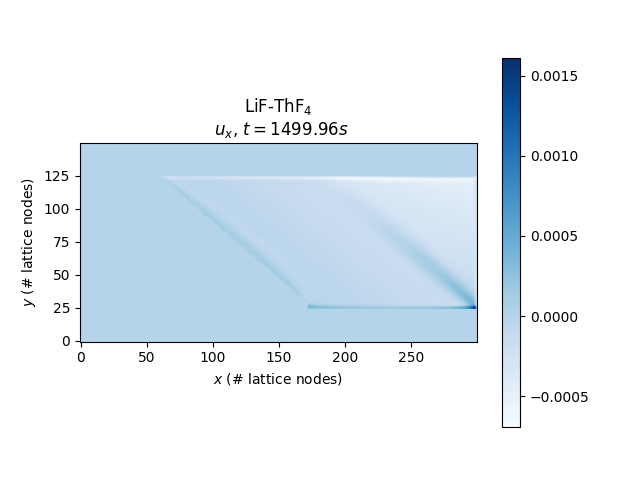 LiF-ThF₄
uₓ, t = 1499.96s
125
100
75
50
25
0
y (# lattice nodes)
0 50 100 150 200 250
x (# lattice nodes)
0.0015
0.0010
0.0005
0.0000
−0.0005